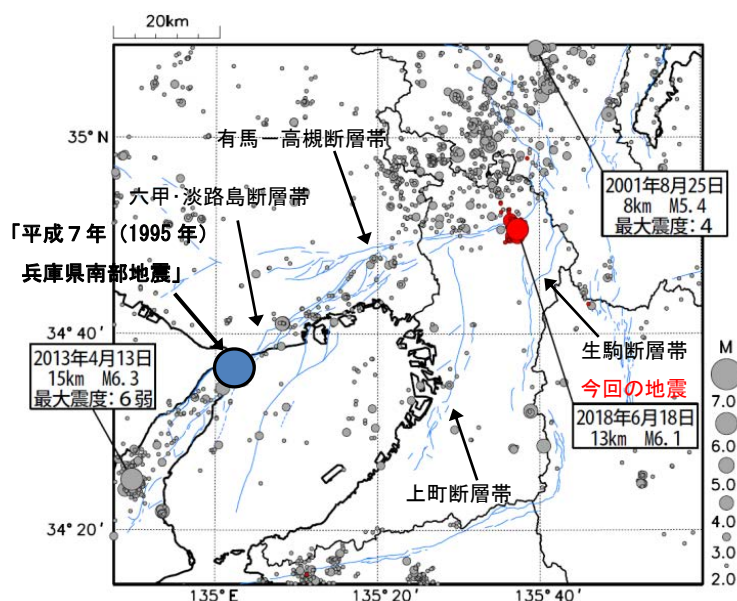 20km
35°N
有馬ー高槻断層帯
六甲・淡路島断層帯
「平成７年（1995年）
兵庫県南部地震」
2001年8月25日
8km M5.4
最大震度：４
34°40'
2013年4月13日
15km M6.3
最大震度：６弱
生駒断層帯
今回の地震
2018年6月18日
13km M6.1
上町断層帯
34°20'
135°E
135°20'
135°40'
M
7.0
6.0
5.0
4.0
3.0
2.0